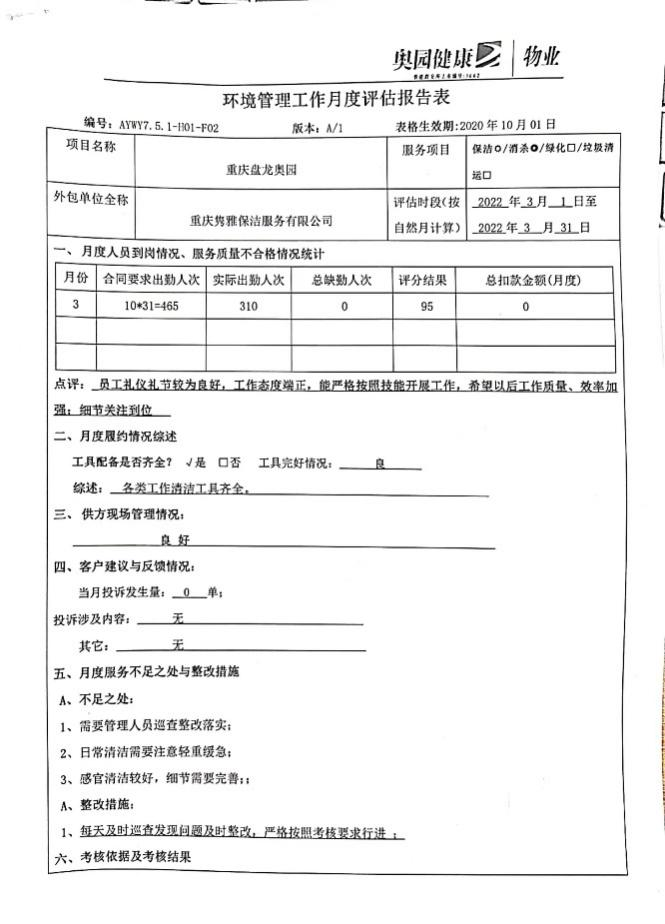 奥园健康 物业
环境管理工作月度评估报告表
编号：AYWY7.5.1-H01-F02 版本：A/1 表格生效期:2020年10月01日
项目名称 重庆盘龙奥园 服务项目 保洁○/消杀●/绿化□/垃圾清
运□
外包单位全称 重庆隽雅保洁服务有限公司 评估时段(按 2022 年 3 月 1 日至
自然月计算) 2022 年 3 月 31 日
一、月度人员到岗情况、服务质量不合格情况统计
月份 合同要求出勤人次 实际出勤人次 总缺勤人次 评分结果 总扣款金额(月度)
3 10*31=465 310 0 95 0
点评：员工礼仪礼节较为良好，工作态度端正，能严格按照技能开展工作，希望以后工作质量、效率加
强；细节关注到位
二、月度履约情况综述
工具配备是否齐全？ √是 □否 工具完好情况：良
综述：各类工作清洁工具齐全。
三、供方现场管理情况：
良 好
四、客户建议与反馈情况：
当月投诉发生量：0 单；
投诉涉及内容：无
其它：无
五、月度服务不足之处与整改措施
A、不足之处：
1、需要管理人员巡查整改落实；
2、日常清洁需要注意轻重缓急；
3、感官清洁较好，细节需要完善；；
A、整改措施：
1、每天及时巡查发现问题及时整改，严格按照考核要求行进 ；
六、考核依据及考核结果